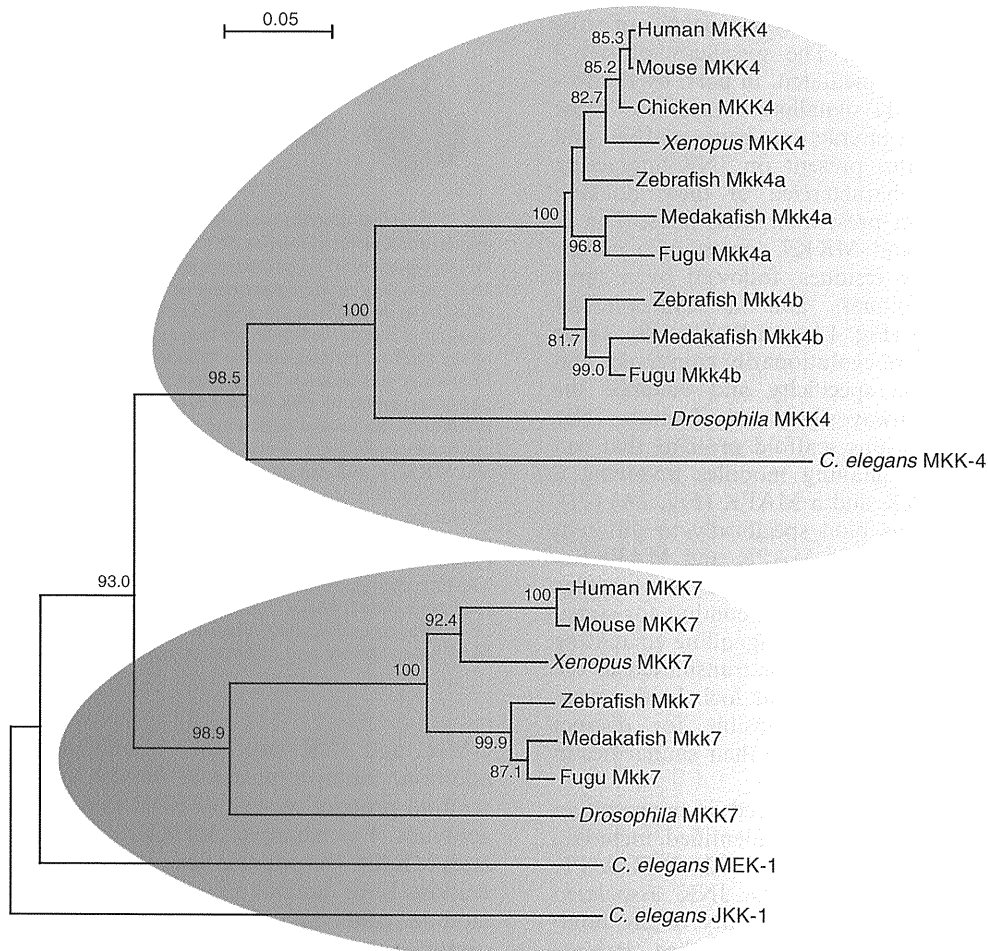 0.05
Human MKK4
85.3
Mouse MKK4
85.2
Chicken MKK4
82.7
Xenopus MKK4
Zebrafish Mkk4a
100
Medakafish Mkk4a
96.8
Fugu Mkk4a
Zebrafish Mkk4b
100
81.7
Medakafish Mkk4b
99.0
Fugu Mkk4b
98.5
Drosophila MKK4
C. elegans MKK-4
93.0
Human MKK7
100
92.4
Mouse MKK7
100
Xenopus MKK7
Zebrafish Mkk7
98.9
99.9
Medakafish Mkk7
87.1
Fugu Mkk7
Drosophila MKK7
C. elegans MEK-1
C. elegans JKK-1